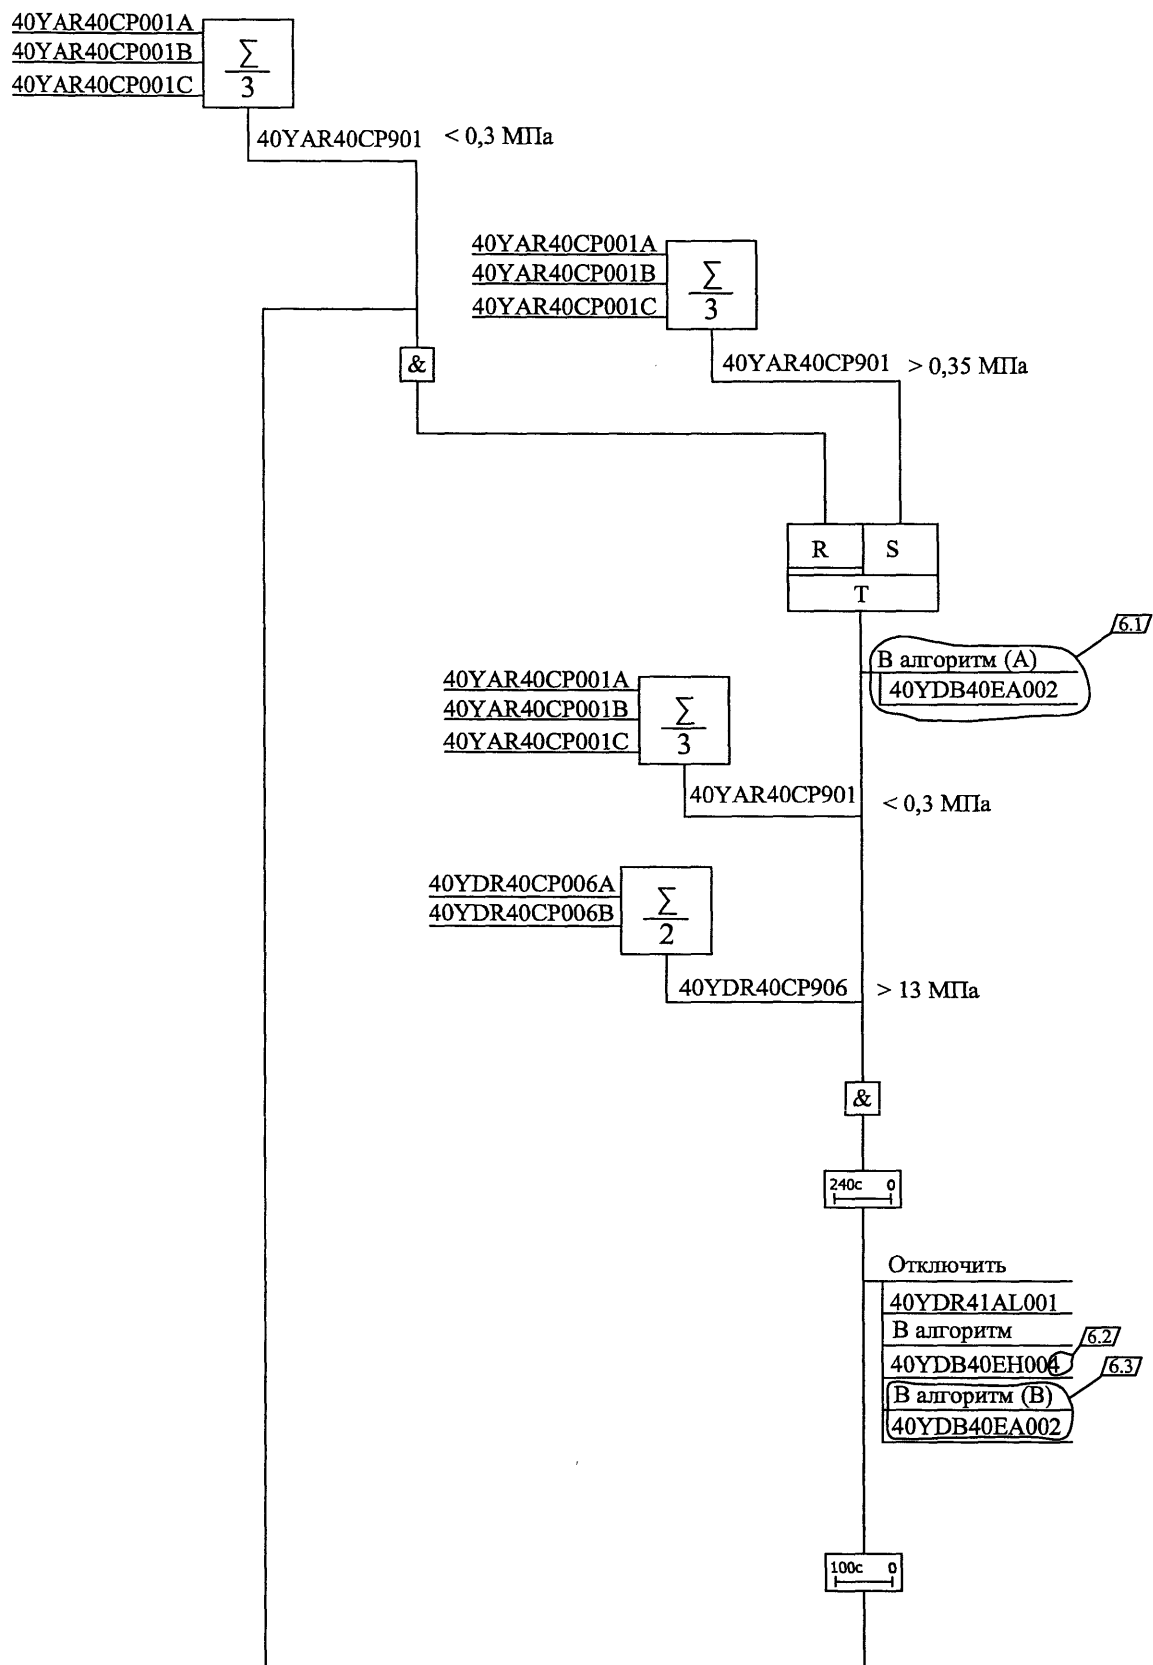 40YAR40CP001A
40YAR40CP001B
40YAR40CP001C
∑
3
40YAR40CP901 < 0,3 МПа
40YAR40CP001A
40YAR40CP001B
40YAR40CP001C
∑
3
&
40YAR40CP901 > 0,35 МПа
R S
T
6.1
В алгоритм (А)
40YDB40EA002
40YAR40CP001A
40YAR40CP001B
40YAR40CP001C
∑
3
40YAR40CP901 < 0,3 МПа
40YDR40CP006A
40YDR40CP006B
∑
2
40YDR40CP906 > 13 МПа
&
240с 0
Отключить
40YDR41AL001
В алгоритм
6.2
40YDB40EH004
6.3
В алгоритм (В)
40YDB40EA002
100с 0